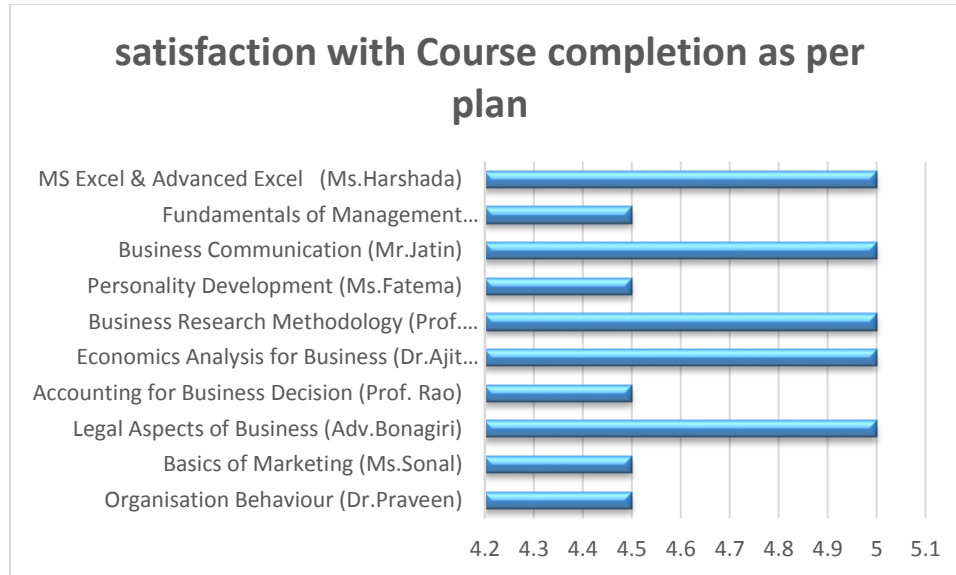 satisfaction with Course completion as per
plan
MS Excel & Advanced Excel   (Ms.Harshada)
Fundamentals of Management...
Business Communication (Mr.Jatin)
Personality Development (Ms.Fatema)
Business Research Methodology (Prof....
Economics Analysis for Business (Dr.Ajit...
Accounting for Business Decision (Prof. Rao)
Legal Aspects of Business (Adv.Bonagiri)
Basics of Marketing (Ms.Sonal)
Organisation Behaviour (Dr.Praveen)
4.2 4.3 4.4 4.5 4.6 4.7 4.8 4.9 5 5.1